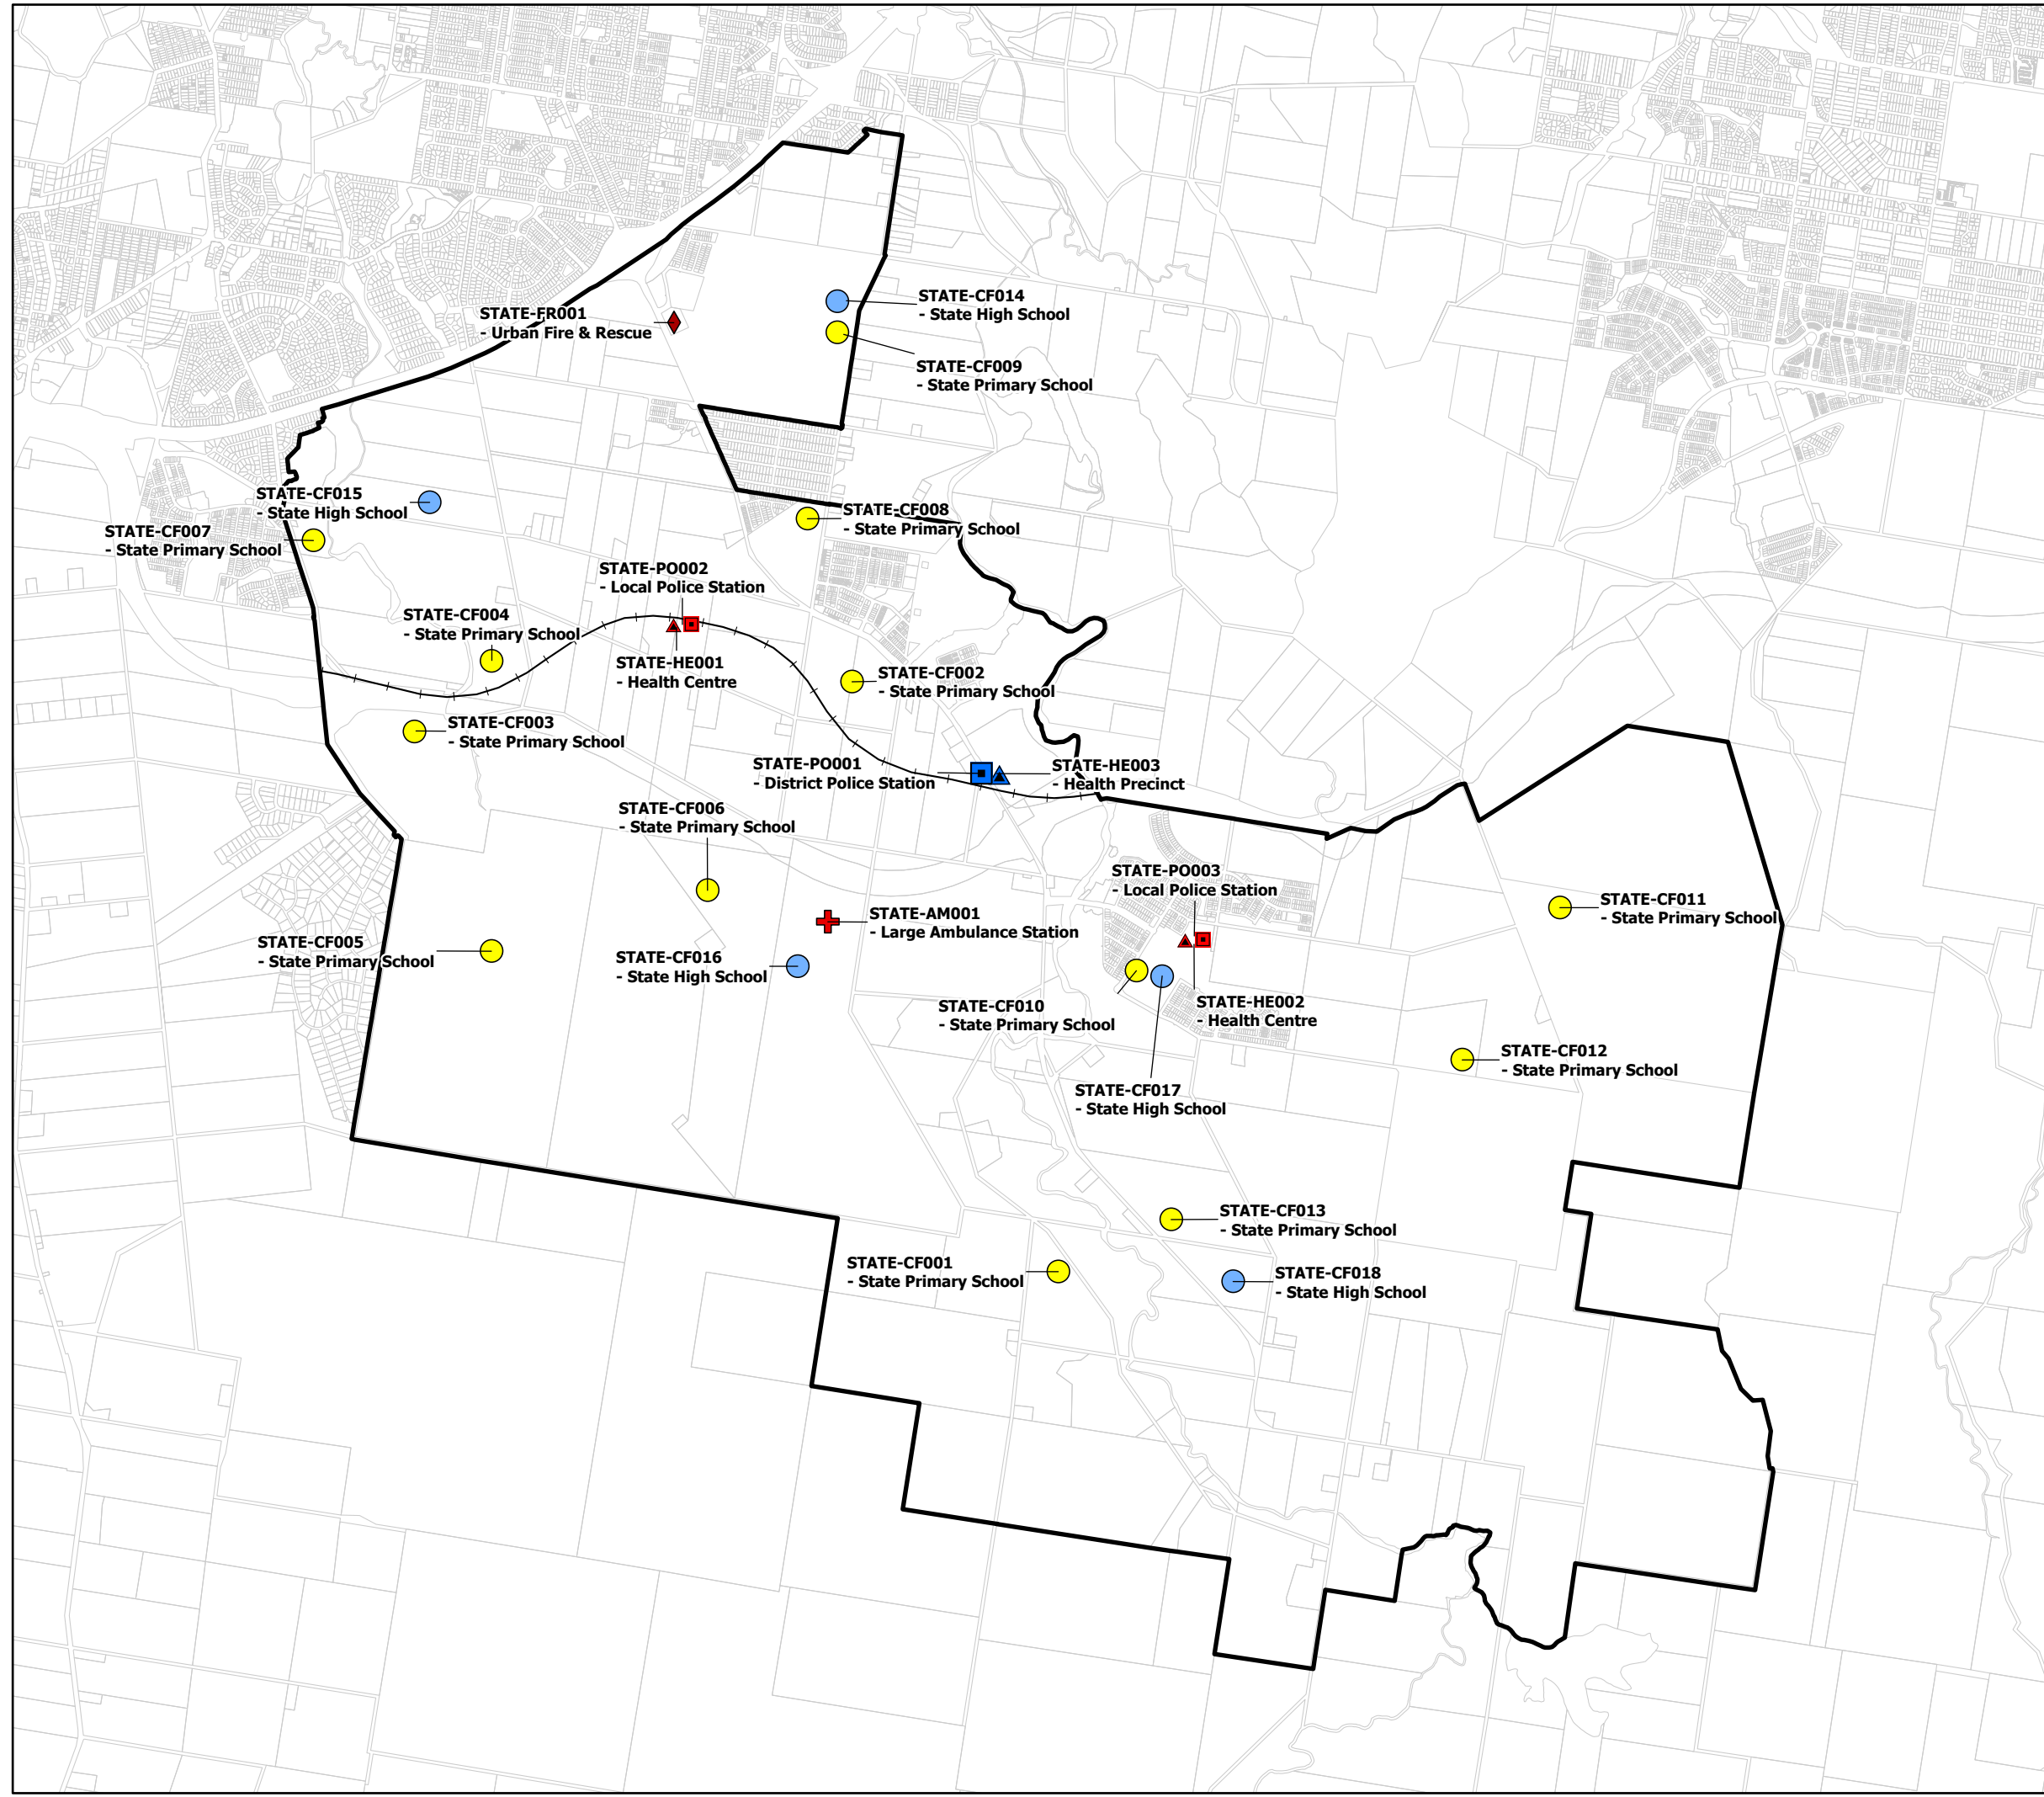 STATE-CF014
- State High School
STATE-FR001
- Urban Fire & Rescue
STATE-CF009
- State Primary School
STATE-CF015
- State High School
STATE-CF008
- State Primary School
STATE-CF007
- State Primary School
STATE-PO002
- Local Police Station
STATE-CF004
- State Primary School
STATE-HE001
- Health Centre
STATE-CF002
- State Primary School
STATE-CF003
- State Primary School
STATE-PO001
- District Police Station
STATE-HE003
- Health Precinct
STATE-CF006
- State Primary School
STATE-PO003
- Local Police Station
STATE-CF011
- State Primary School
STATE-AM001
- Large Ambulance Station
STATE-CF005
- State Primary School
STATE-CF016
- State High School
STATE-HE002
- Health Centre
STATE-CF010
- State Primary School
STATE-CF012
- State Primary School
STATE-CF017
- State High School
STATE-CF013
- State Primary School
STATE-CF001
- State Primary School
STATE-CF018
- State High School